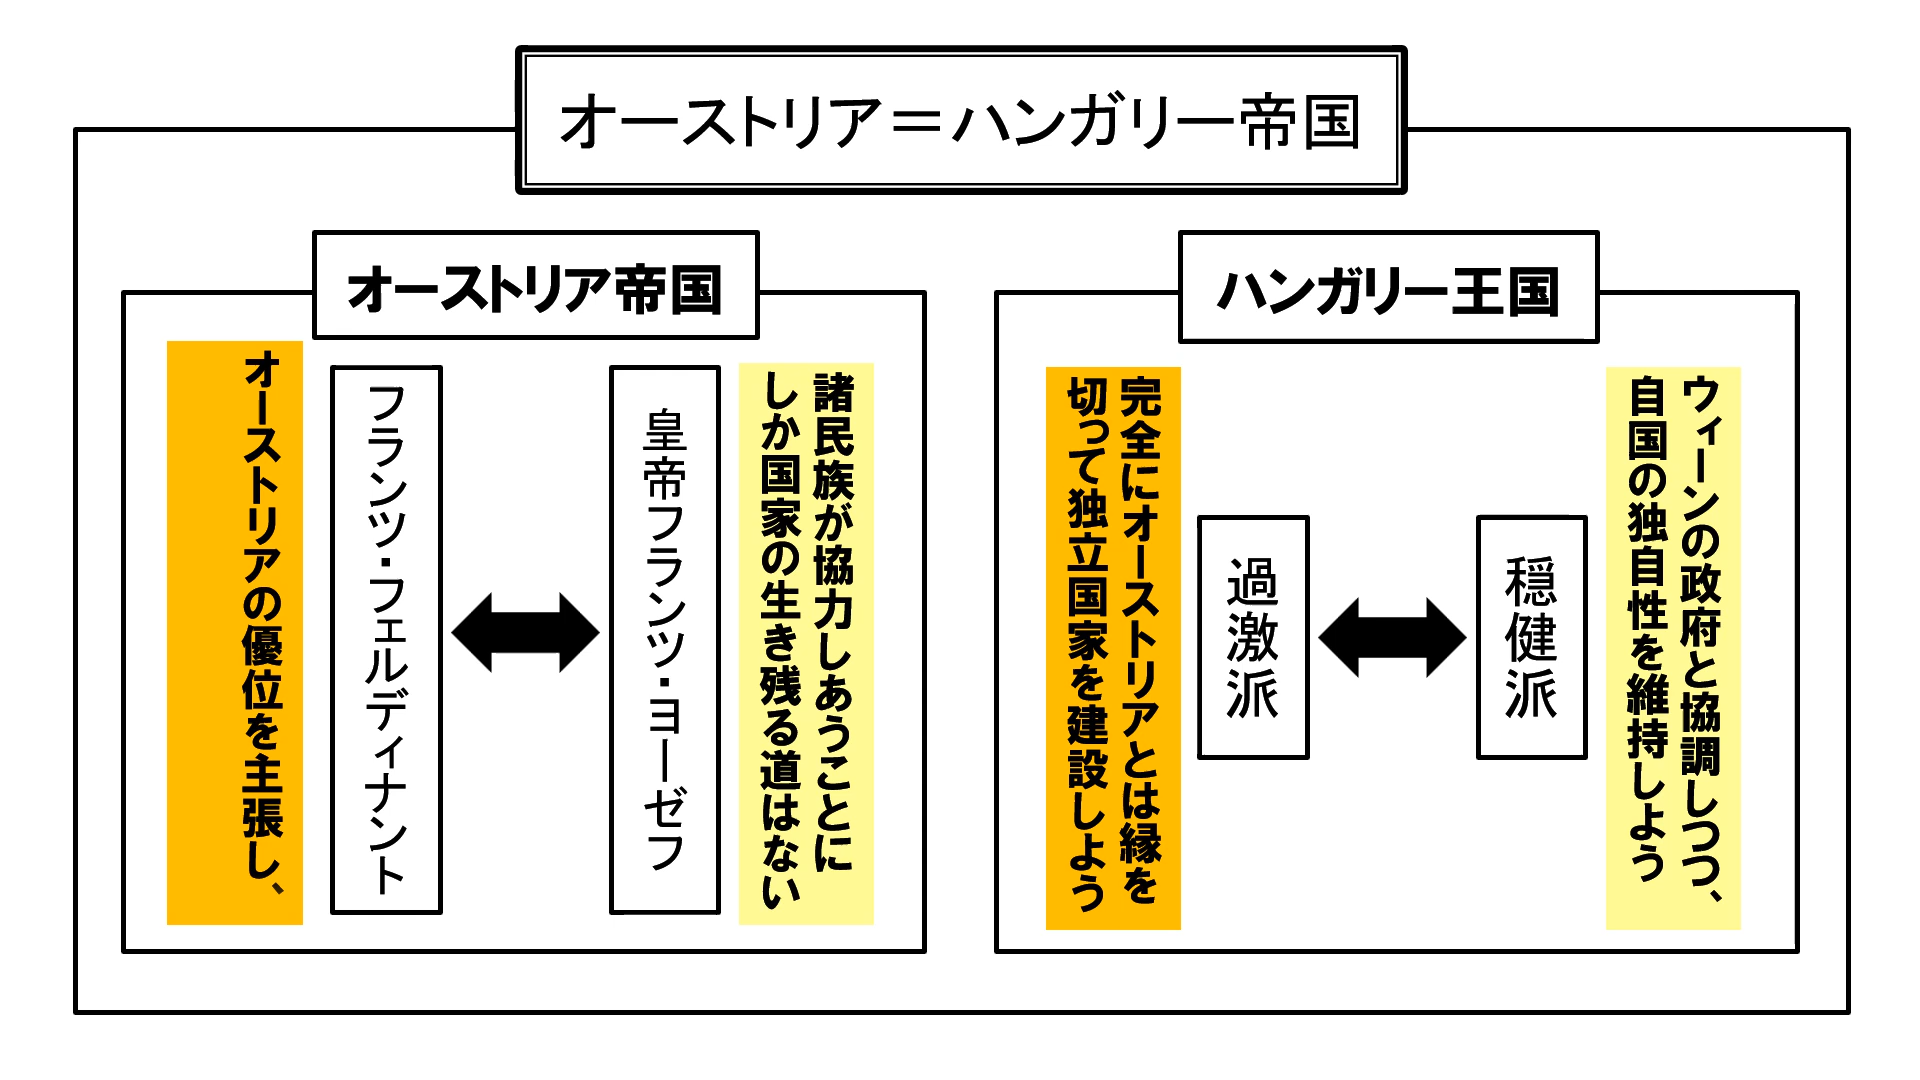 オーストリア＝ハンガリー帝国
オーストリア帝国
諸民族が協力しあうことに
しか国家の生き残る道はない
皇帝フランツ・ヨーゼフ
フランツ・フェルディナント
オーストリアの優位を主張し、
ハンガリー王国
ウィーンの政府と協調しつつ、
自国の独自性を維持しよう
穏健派
過激派
完全にオーストリアとは縁を
切って独立国家を建設しよう